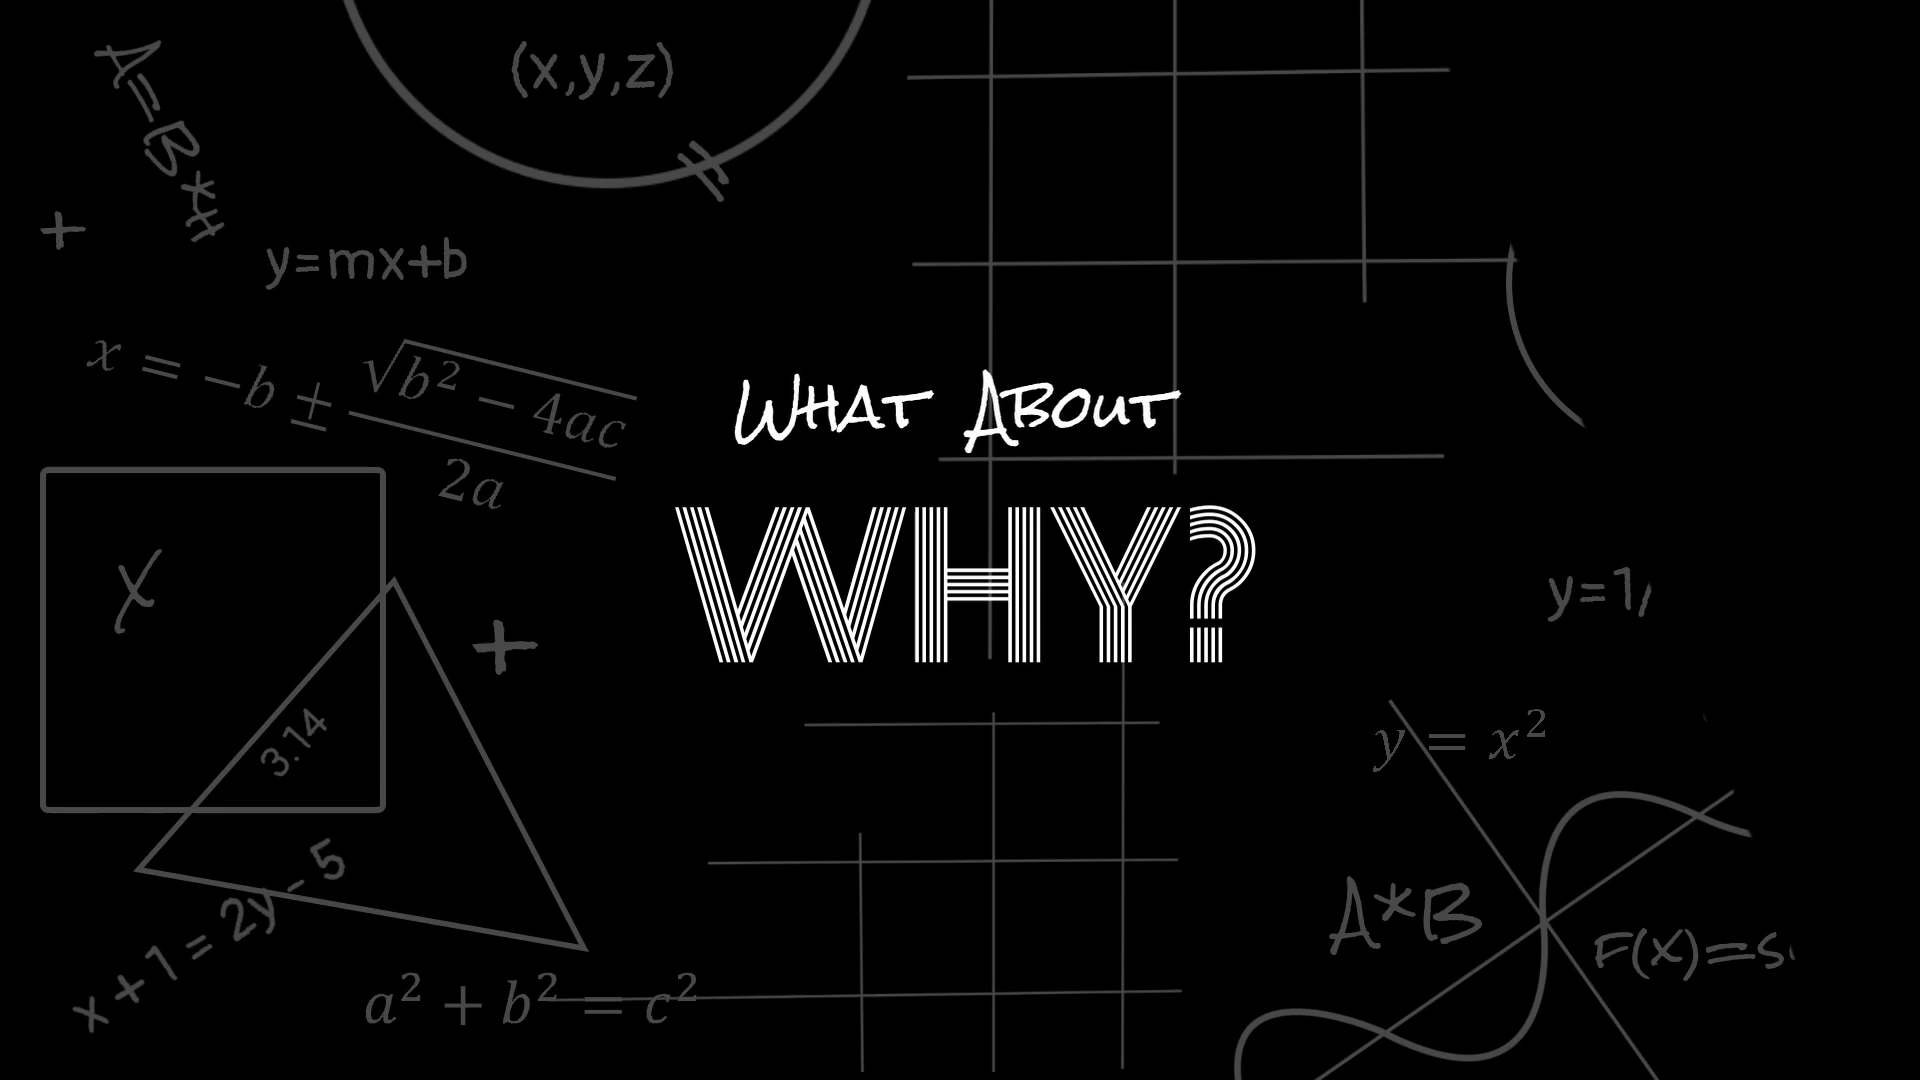 (x,y,z)
A=B*H
+
y=mx+b
x = −b ± √b² − 4ac
2a
What About
WHY?
X
+
3.14
y=1
y = x²
x + 1 = 2y - 5
A*B
F(X)=S
a² + b² = c²